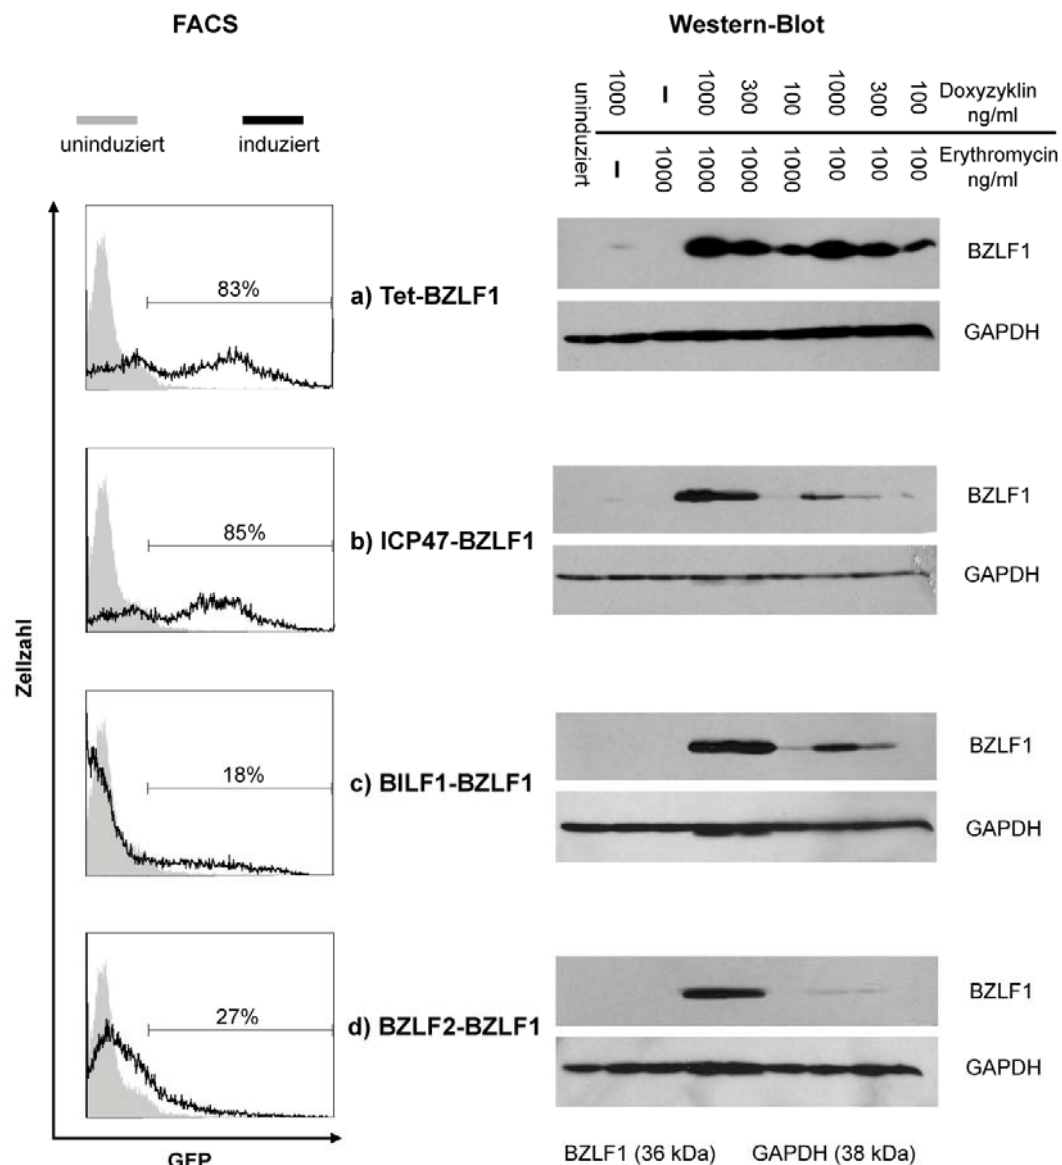 FACS
Western-Blot
uninduziert
induziert
uninduziert
1000 – 1000 300 100 1000 300 100 Doxyzyklin
ng/ml
– 1000 1000 1000 1000 100 100 100 Erythromycin
ng/ml
83%
a) Tet-BZLF1
BZLF1
GAPDH
85%
b) ICP47-BZLF1
BZLF1
GAPDH
Zellzahl
18%
c) BILF1-BZLF1
BZLF1
GAPDH
27%
d) BZLF2-BZLF1
BZLF1
GAPDH
GFP
BZLF1 (36 kDa) GAPDH (38 kDa)